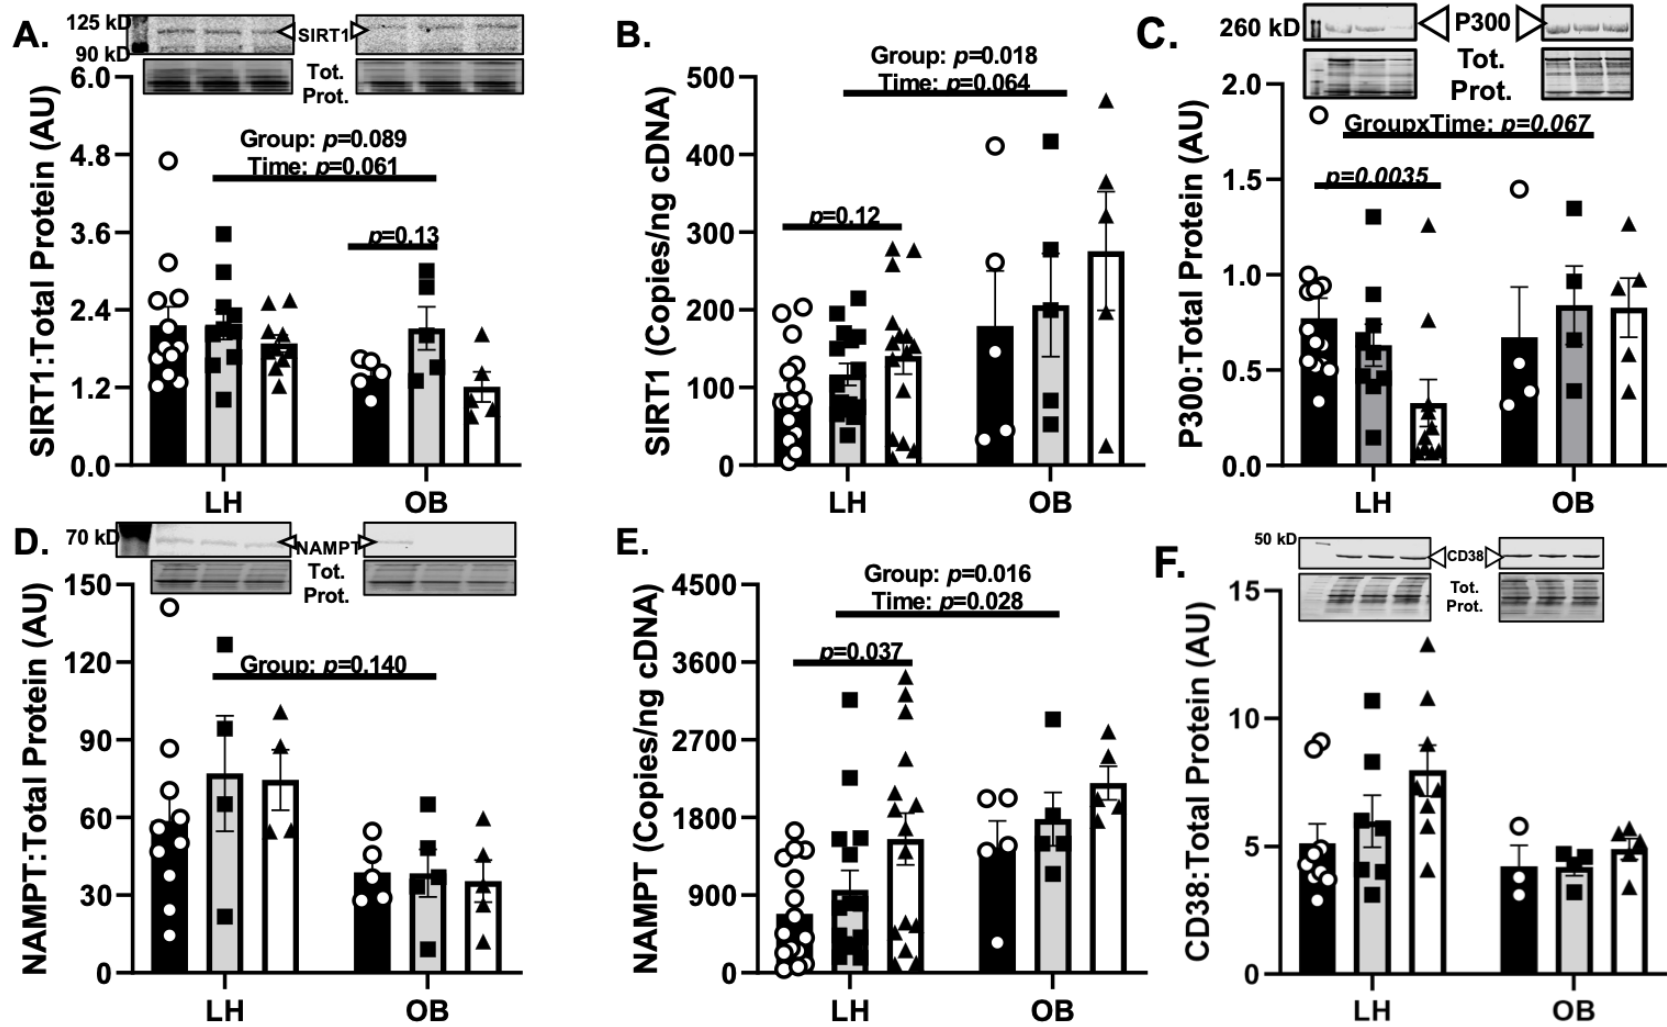 A.
125 kD
90 kD
SIRT1
Tot.
Prot.
SIRT1:Total Protein (AU)
6.0
4.8
3.6
2.4
1.2
0.0
Group: p=0.089
Time: p=0.061
p=0.13
LH
OB
B.
SIRT1 (Copies/ng cDNA)
500
400
300
200
100
0
Group: p=0.018
Time: p=0.064
p=0.12
LH
OB
C.
260 kD
P300
Tot.
Prot.
P300:Total Protein (AU)
2.0
1.5
1.0
0.5
0.0
GroupxTime: p=0.067
p=0.0035
LH
OB
D.
70 kD
NAMPT
Tot.
Prot.
NAMPT:Total Protein (AU)
150
120
90
60
30
0
Group: p=0.140
LH
OB
E.
NAMPT (Copies/ng cDNA)
4500
3600
2700
1800
900
0
Group: p=0.016
Time: p=0.028
p=0.037
LH
OB
F.
50 kD
CD38
Tot.
Prot.
CD38:Total Protein (AU)
15
10
5
0
LH
OB